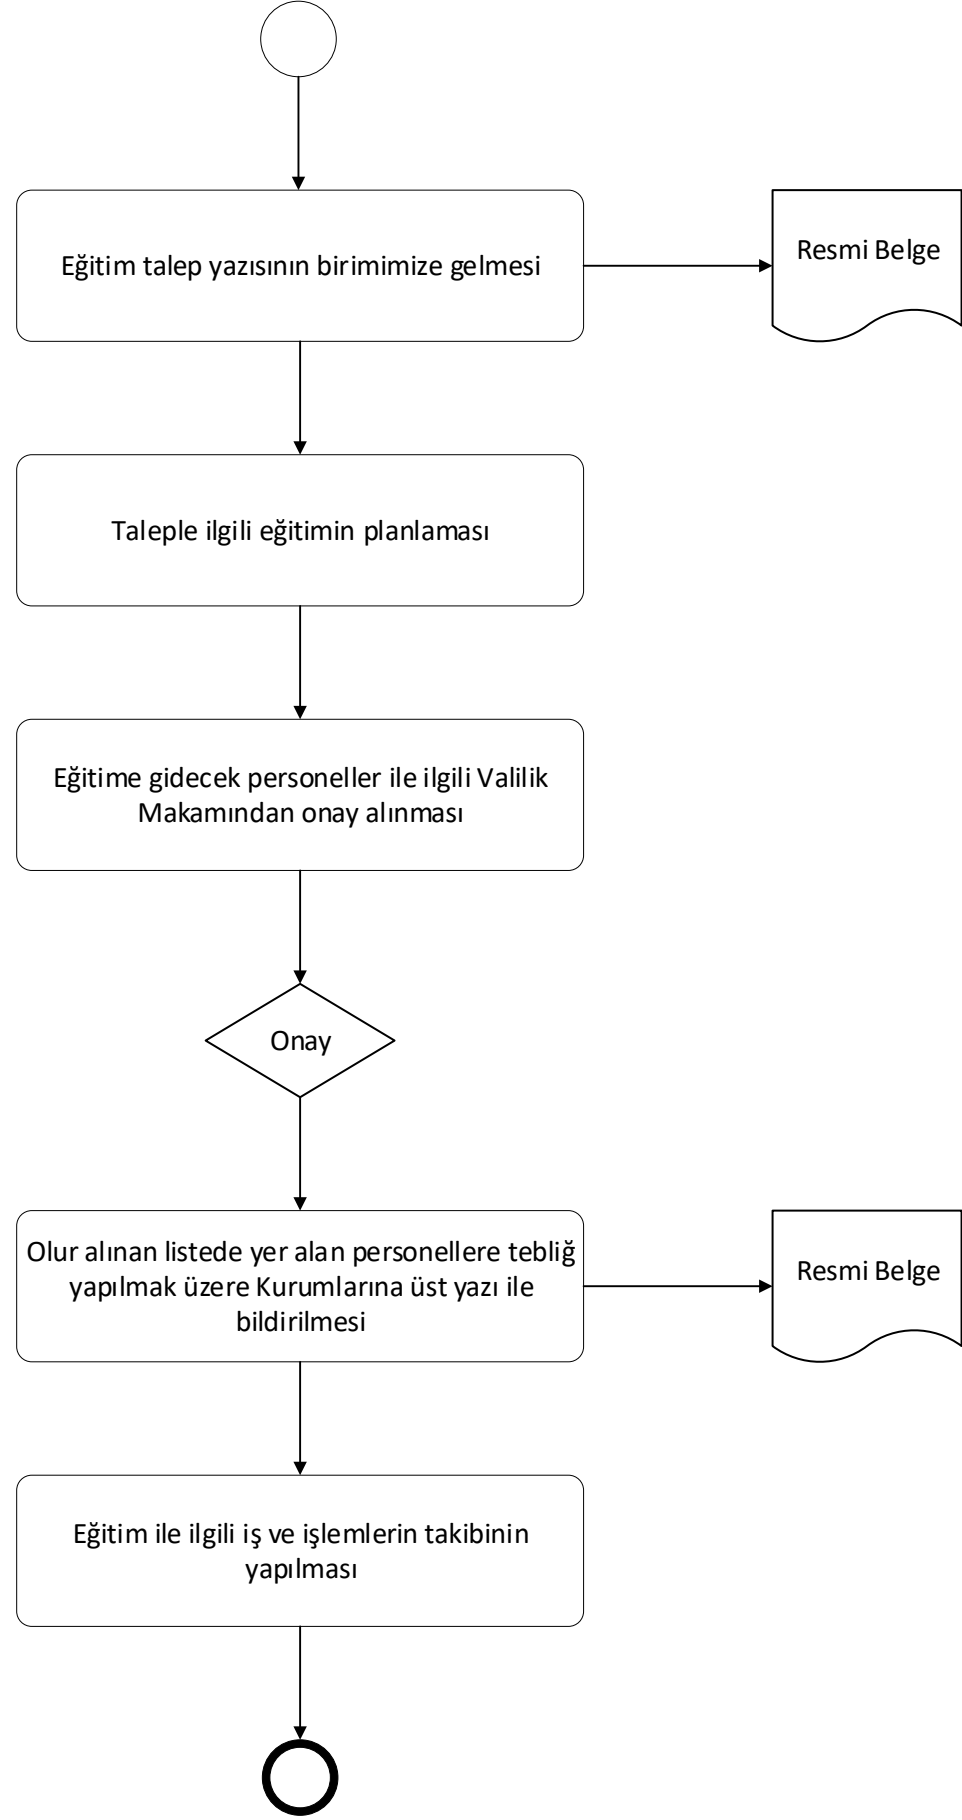 Eğitim talep yazısının birimimize gelmesi
Resmi Belge
Taleple ilgili eğitimin planlaması
Eğitime gidecek personeller ile ilgili Valilik
Makamından onay alınması
Onay
Olur alınan listede yer alan personellere tebliğ
yapılmak üzere Kurumlarına üst yazı ile
bildirilmesi
Resmi Belge
Eğitim ile ilgili iş ve işlemlerin takibinin
yapılması